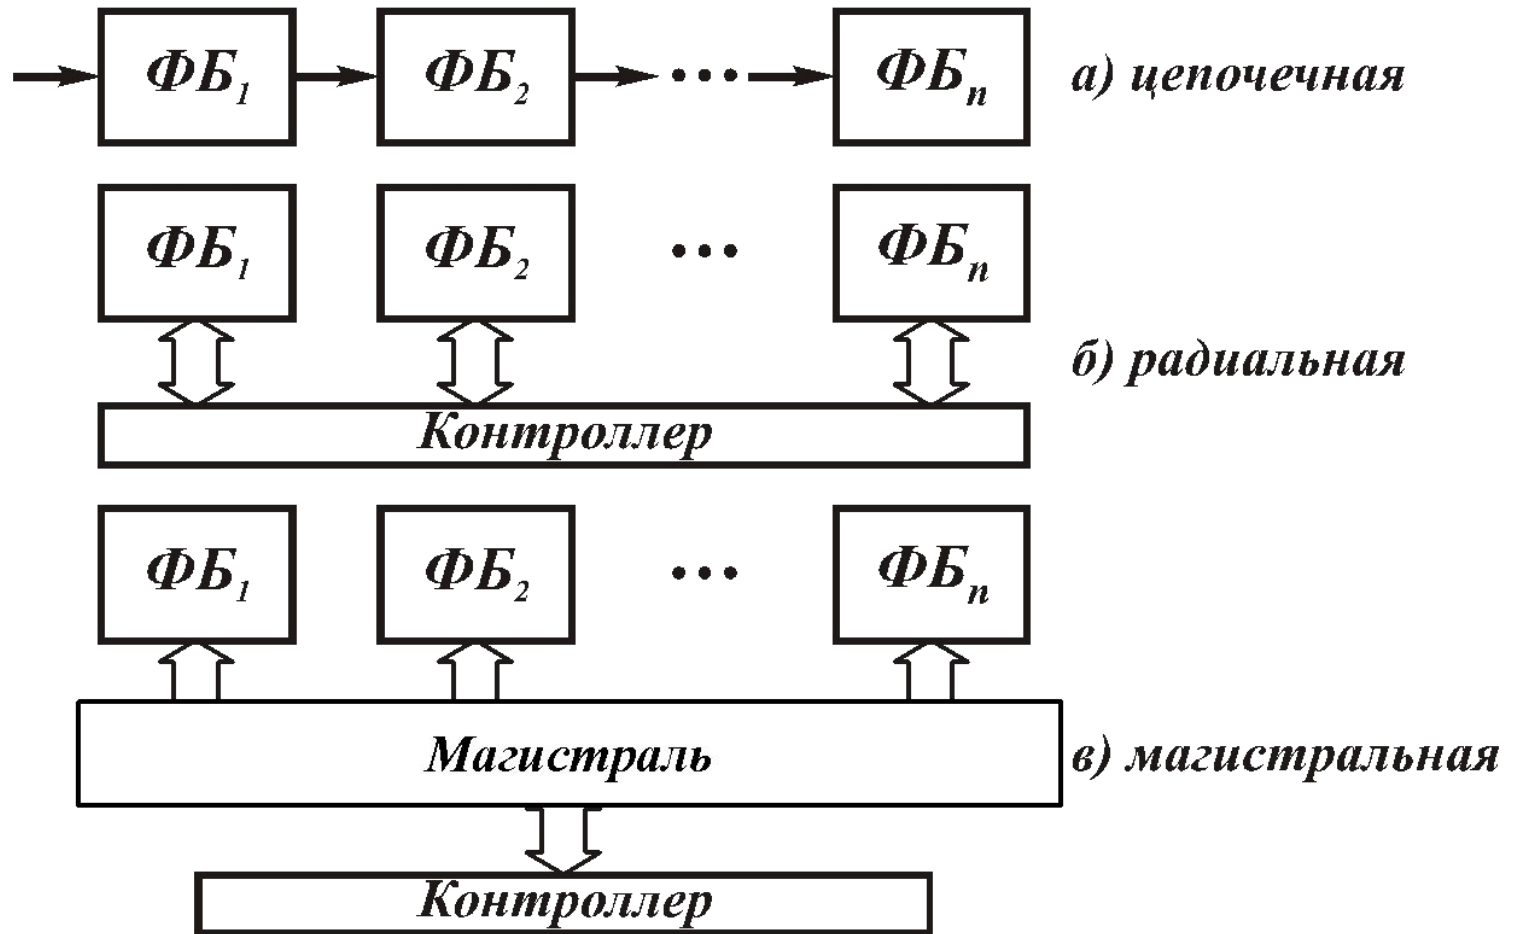 ФБ1 ФБ2 ... ФБn а) цепочечная
ФБ1 ФБ2 ... ФБn
б) радиальная
Контроллер
ФБ1 ФБ2 ... ФБn
Магистраль в) магистральная
Контроллер